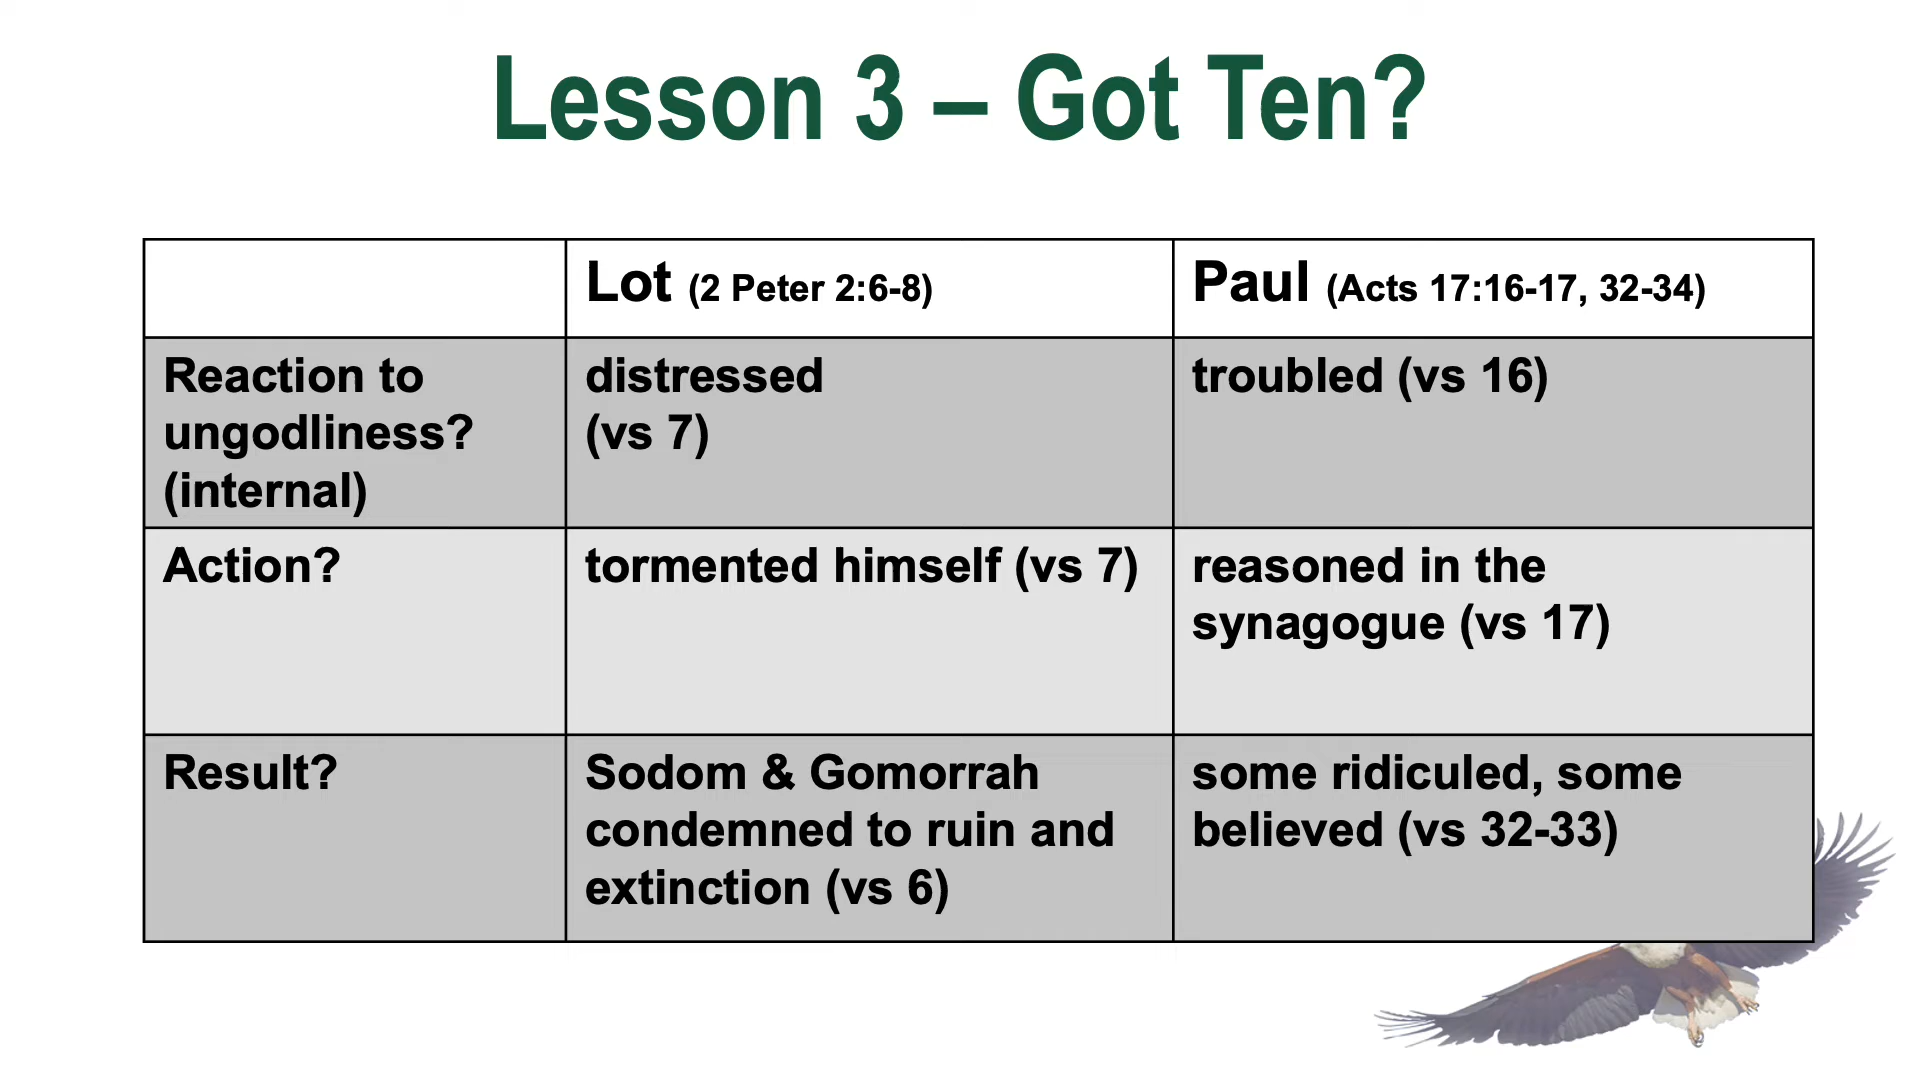 Lesson 3 – Got Ten?
Lot (2 Peter 2:6-8)
Paul (Acts 17:16-17, 32-34)
Reaction to
ungodliness?
(internal)
distressed
(vs 7)
troubled (vs 16)
Action?
tormented himself (vs 7)
reasoned in the
synagogue (vs 17)
Result?
Sodom & Gomorrah
condemned to ruin and
extinction (vs 6)
some ridiculed, some
believed (vs 32-33)